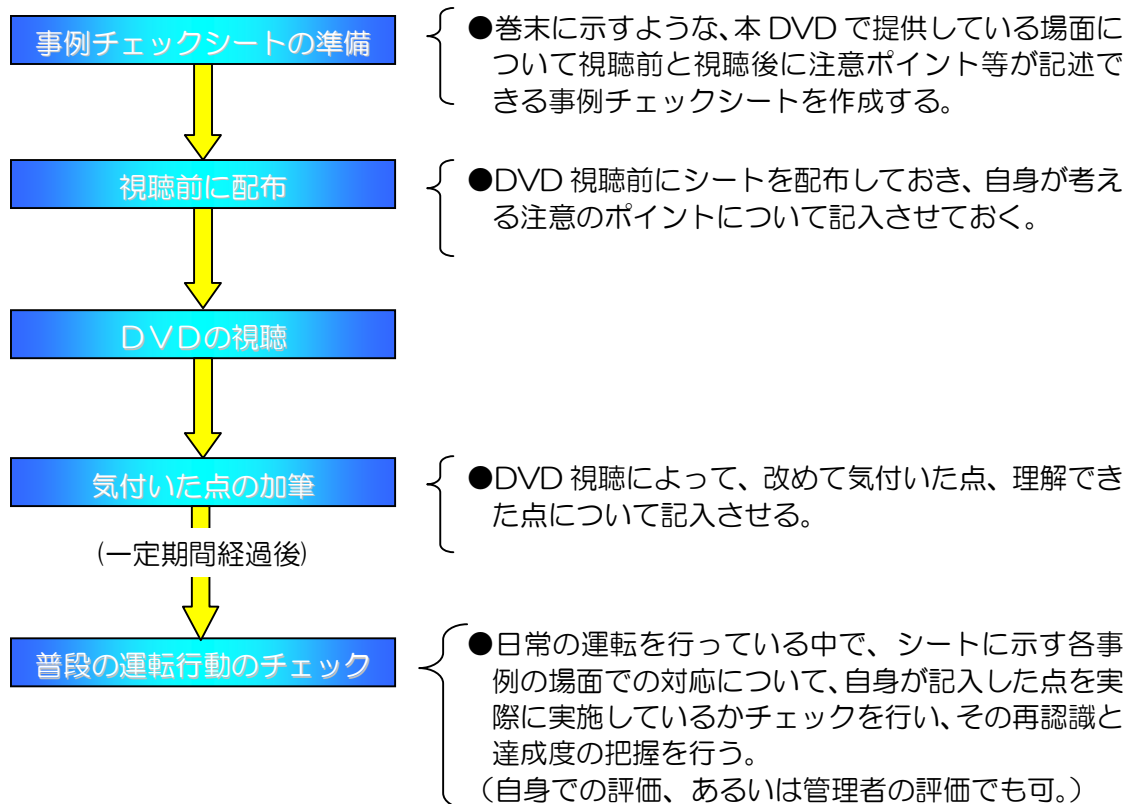 事例チェックシートの準備
●巻末に示すような、本 DVD で提供している場面に
ついて視聴前と視聴後に注意ポイント等が記述で
きる事例チェックシートを作成する。
視聴前に配布
●DVD 視聴前にシートを配布しておき、自身が考え
る注意のポイントについて記入させておく。
DVDの視聴
気付いた点の加筆
●DVD 視聴によって、改めて気付いた点、理解でき
た点について記入させる。
(一定期間経過後)
普段の運転行動のチェック
●日常の運転を行っている中で、シートに示す各事
例の場面での対応について、自身が記入した点を実
際に実施しているかチェックを行い、その再認識と
達成度の把握を行う。
（自身での評価、あるいは管理者の評価でも可。）